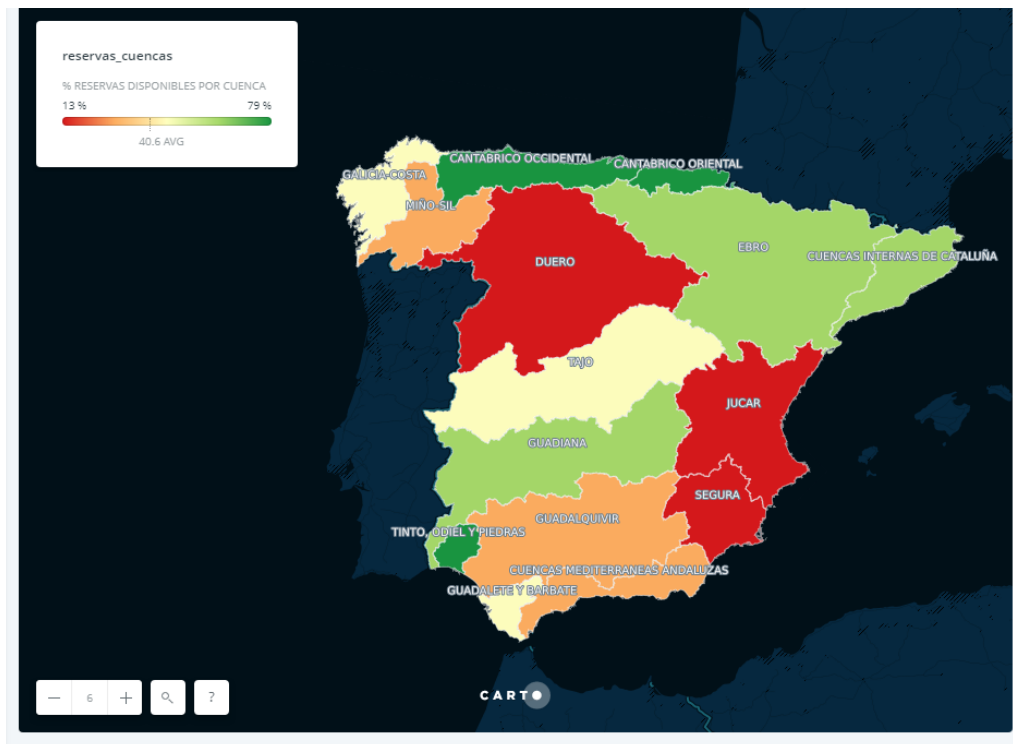 reservas_cuencas
% RESERVAS DISPONIBLES POR CUENCA
13 %
79 %
40.6 AVG
CANTABRICO OCCIDENTAL
CANTABRICO ORIENTAL
GALICIA-COSTA
MIÑO-SIL
EBRO
CUENCAS INTERNAS DE CATALUÑA
DUERO
TAJO
JUCAR
GUADIANA
SEGURA
GUADALQUIVIR
TINTO, ODIEL Y PIEDRAS
CUENCAS MEDITERRANEAS ANDALUZAS
GUADALETE Y BARBATE
6
?
CARTO